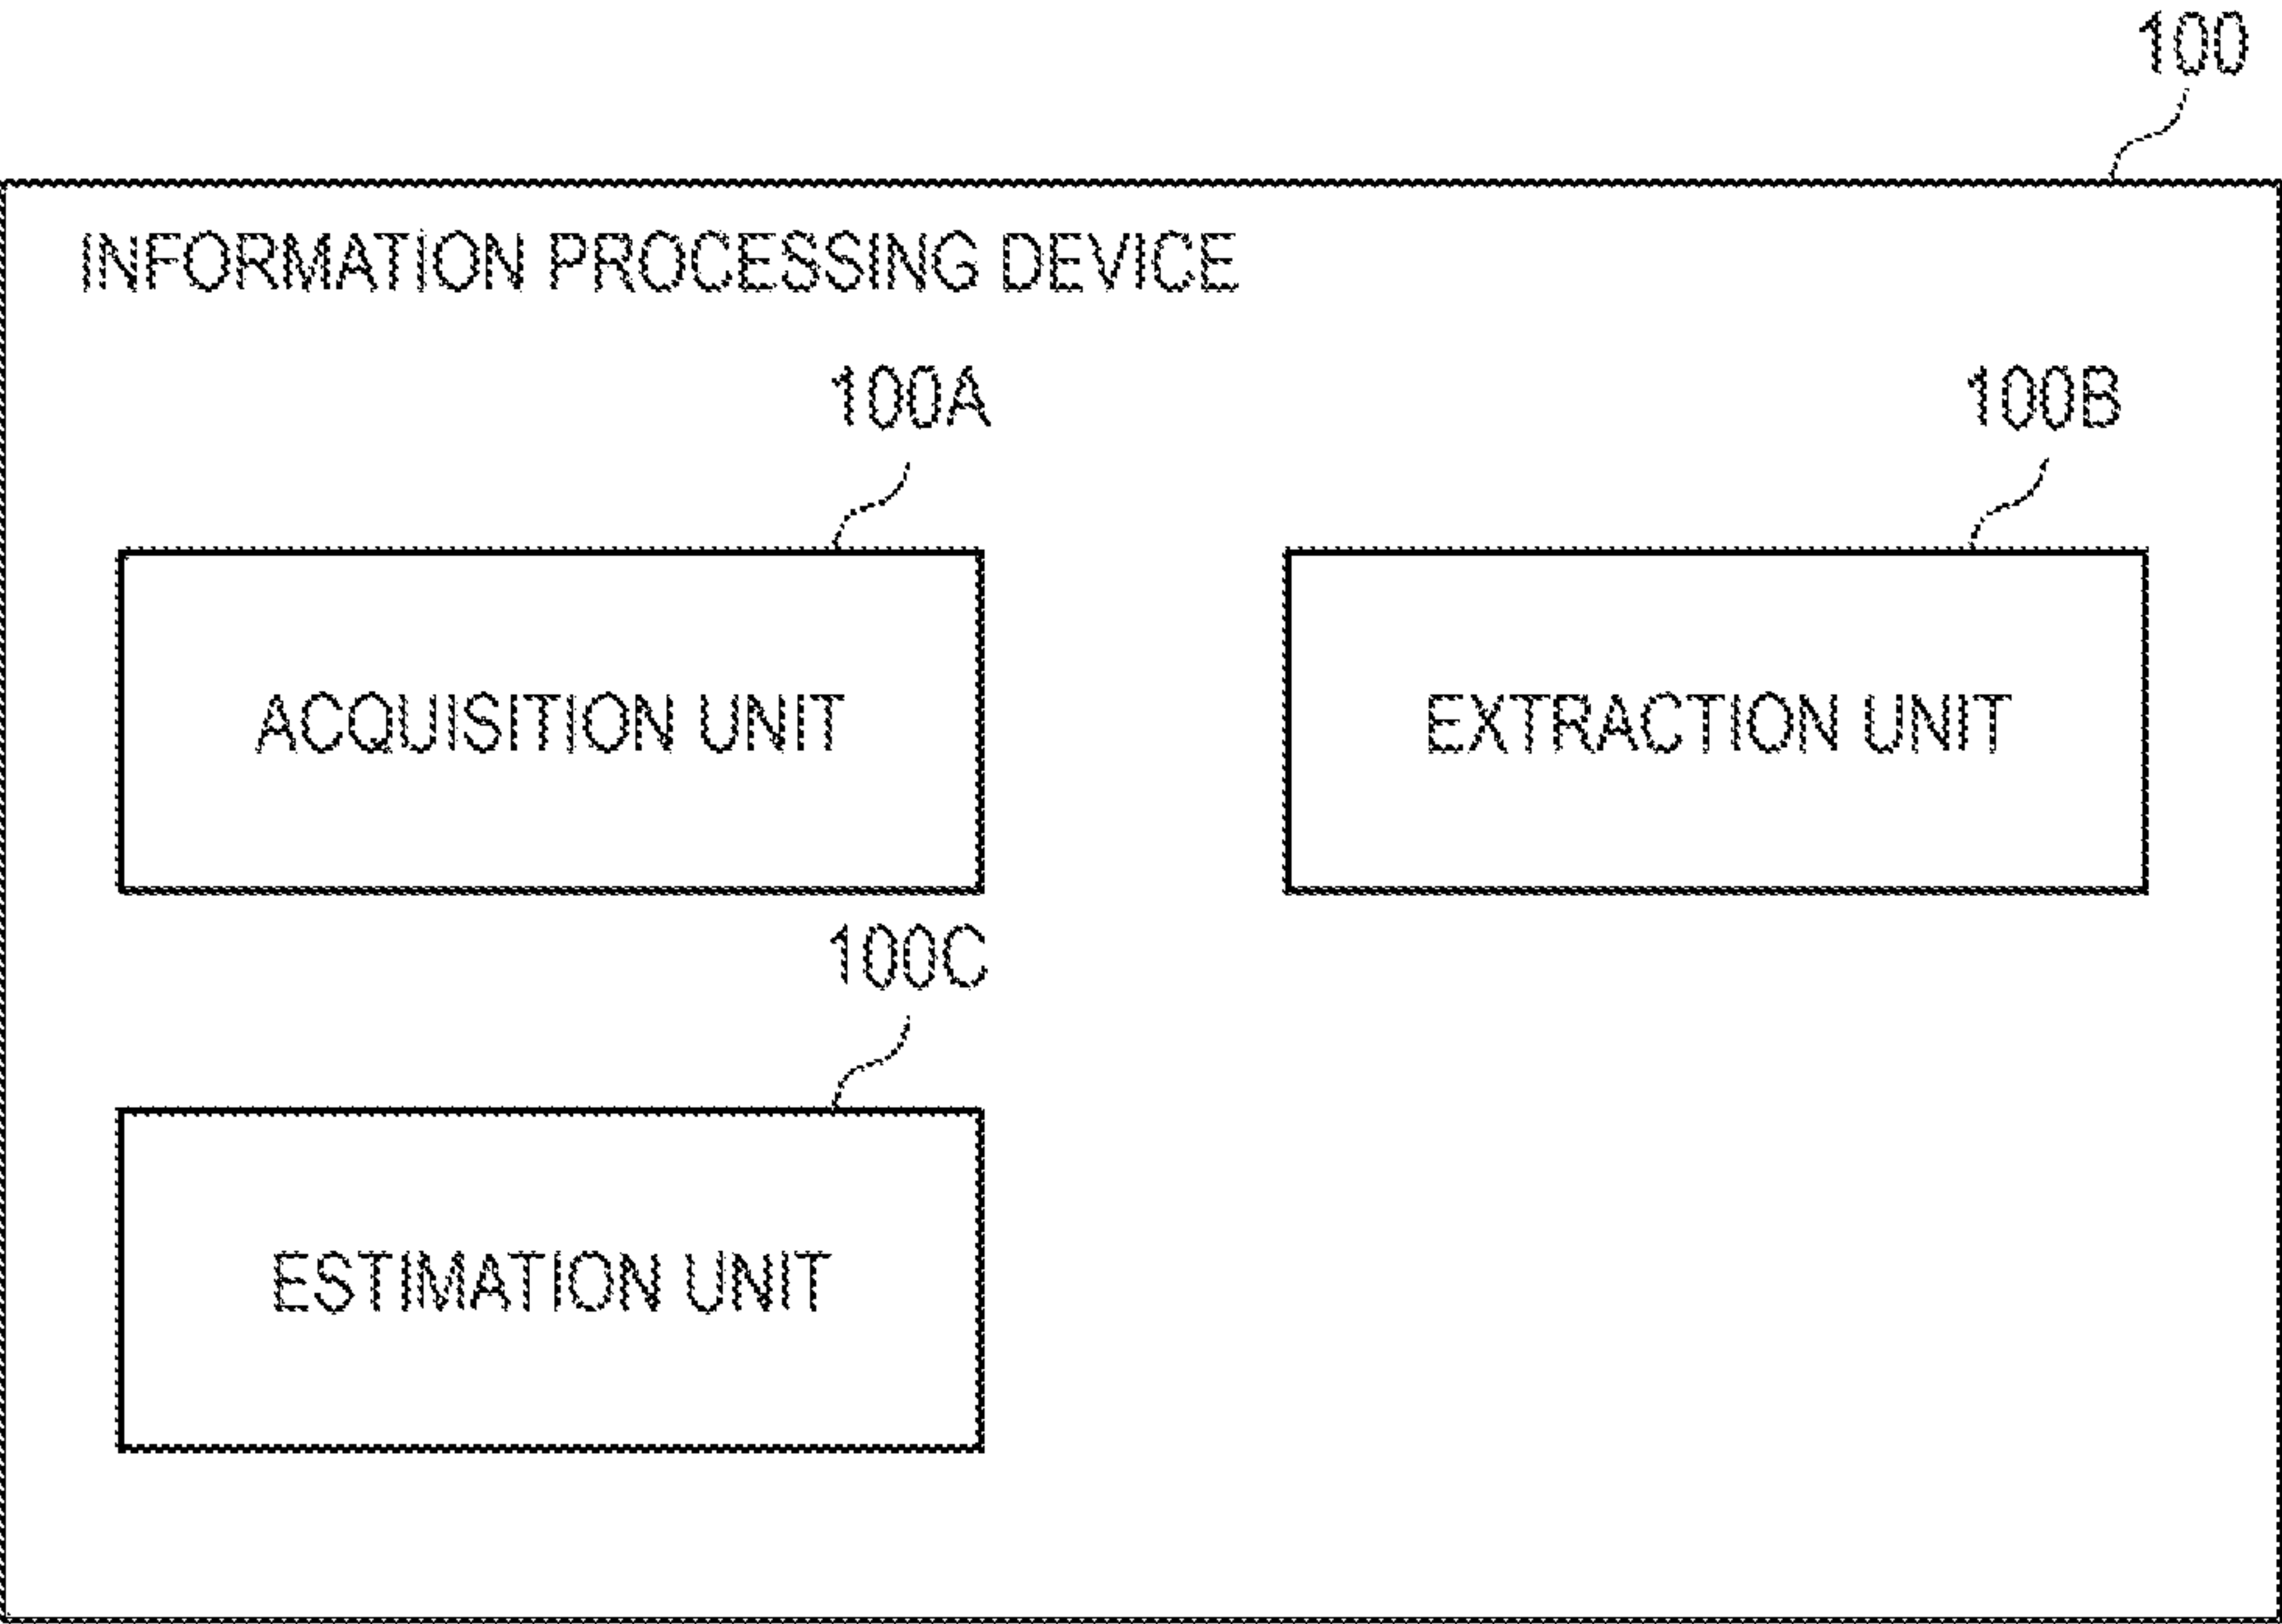 100
INFORMATION PROCESSING DEVICE
100A
100B
ACQUISITION UNIT
EXTRACTION UNIT
100C
ESTIMATION UNIT